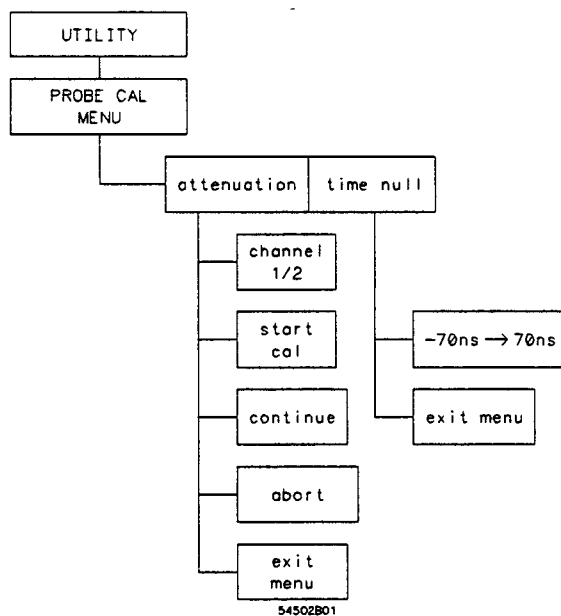 UTILITY
PROBE CAL
MENU
attenuation
time null
channel
1/2
start
cal
-70ns → 70ns
continue
exit menu
abort
exit
menu
54502B01